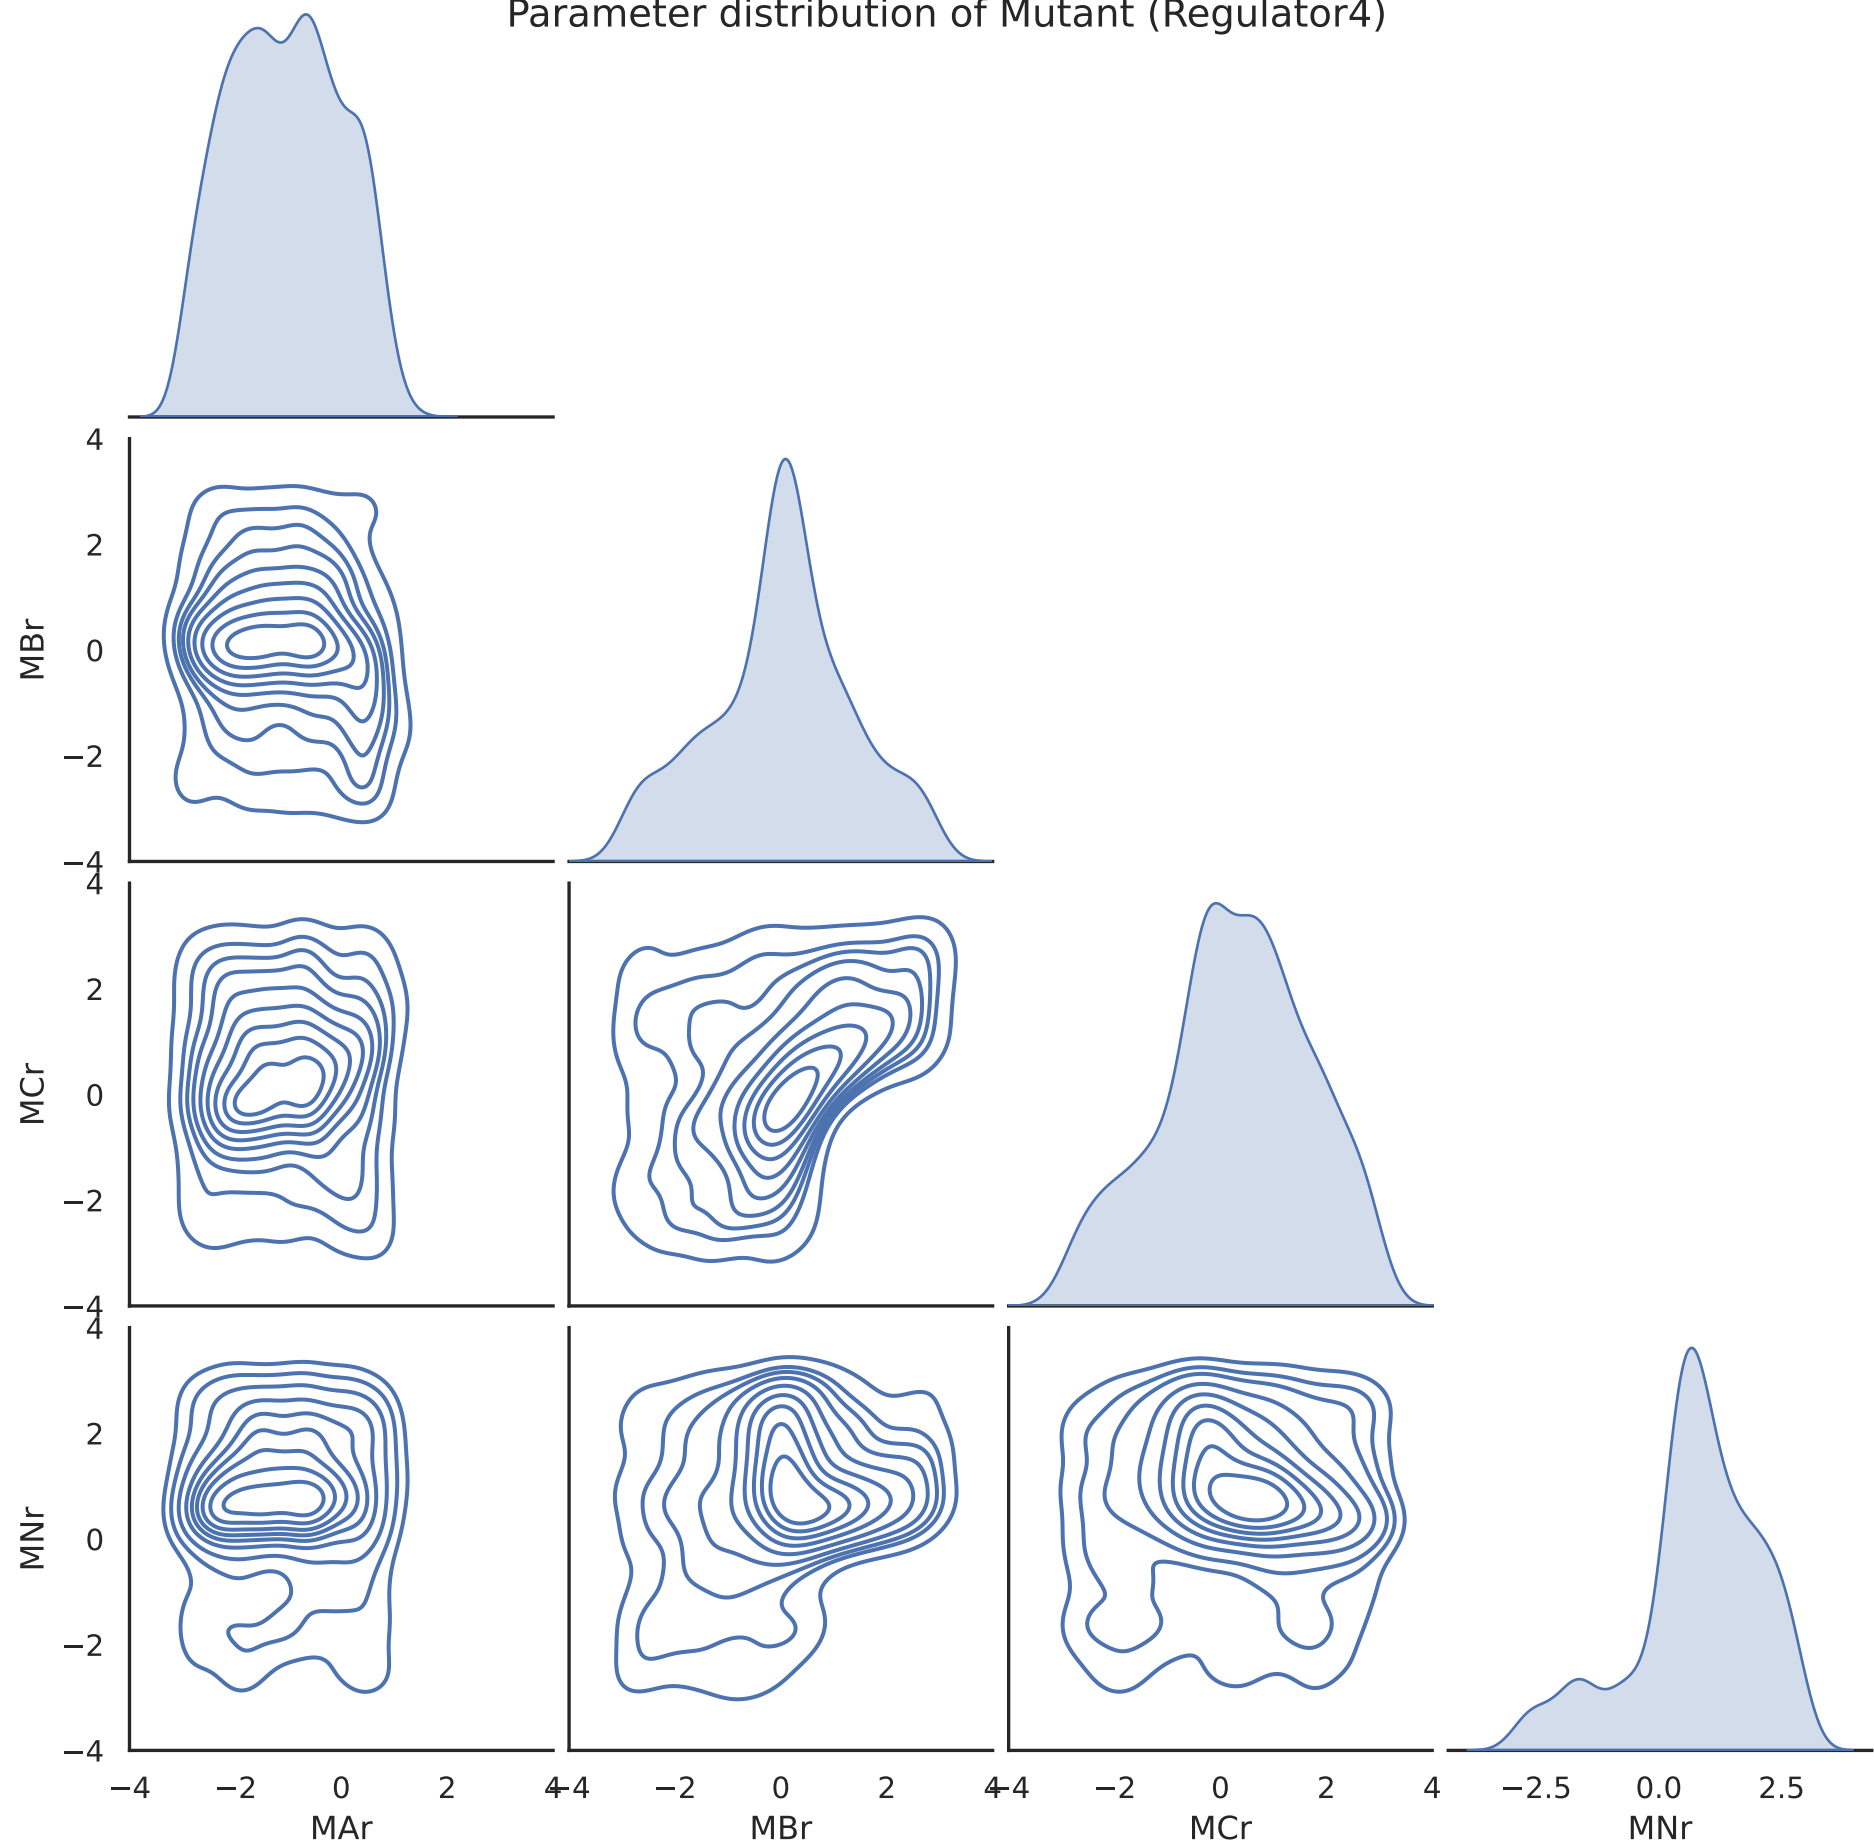 Parameter distribution of Mutant (Regulator4)
4
2
0
−2
−4
MBr
4
2
0
−2
−4
MCr
4
2
0
−2
−4
MNr
−4 −2 0 2 4
−4 −2 0 2 4
−4 −2 0 2 4
−2.5 0.0 2.5
MAr MBr MCr MNr